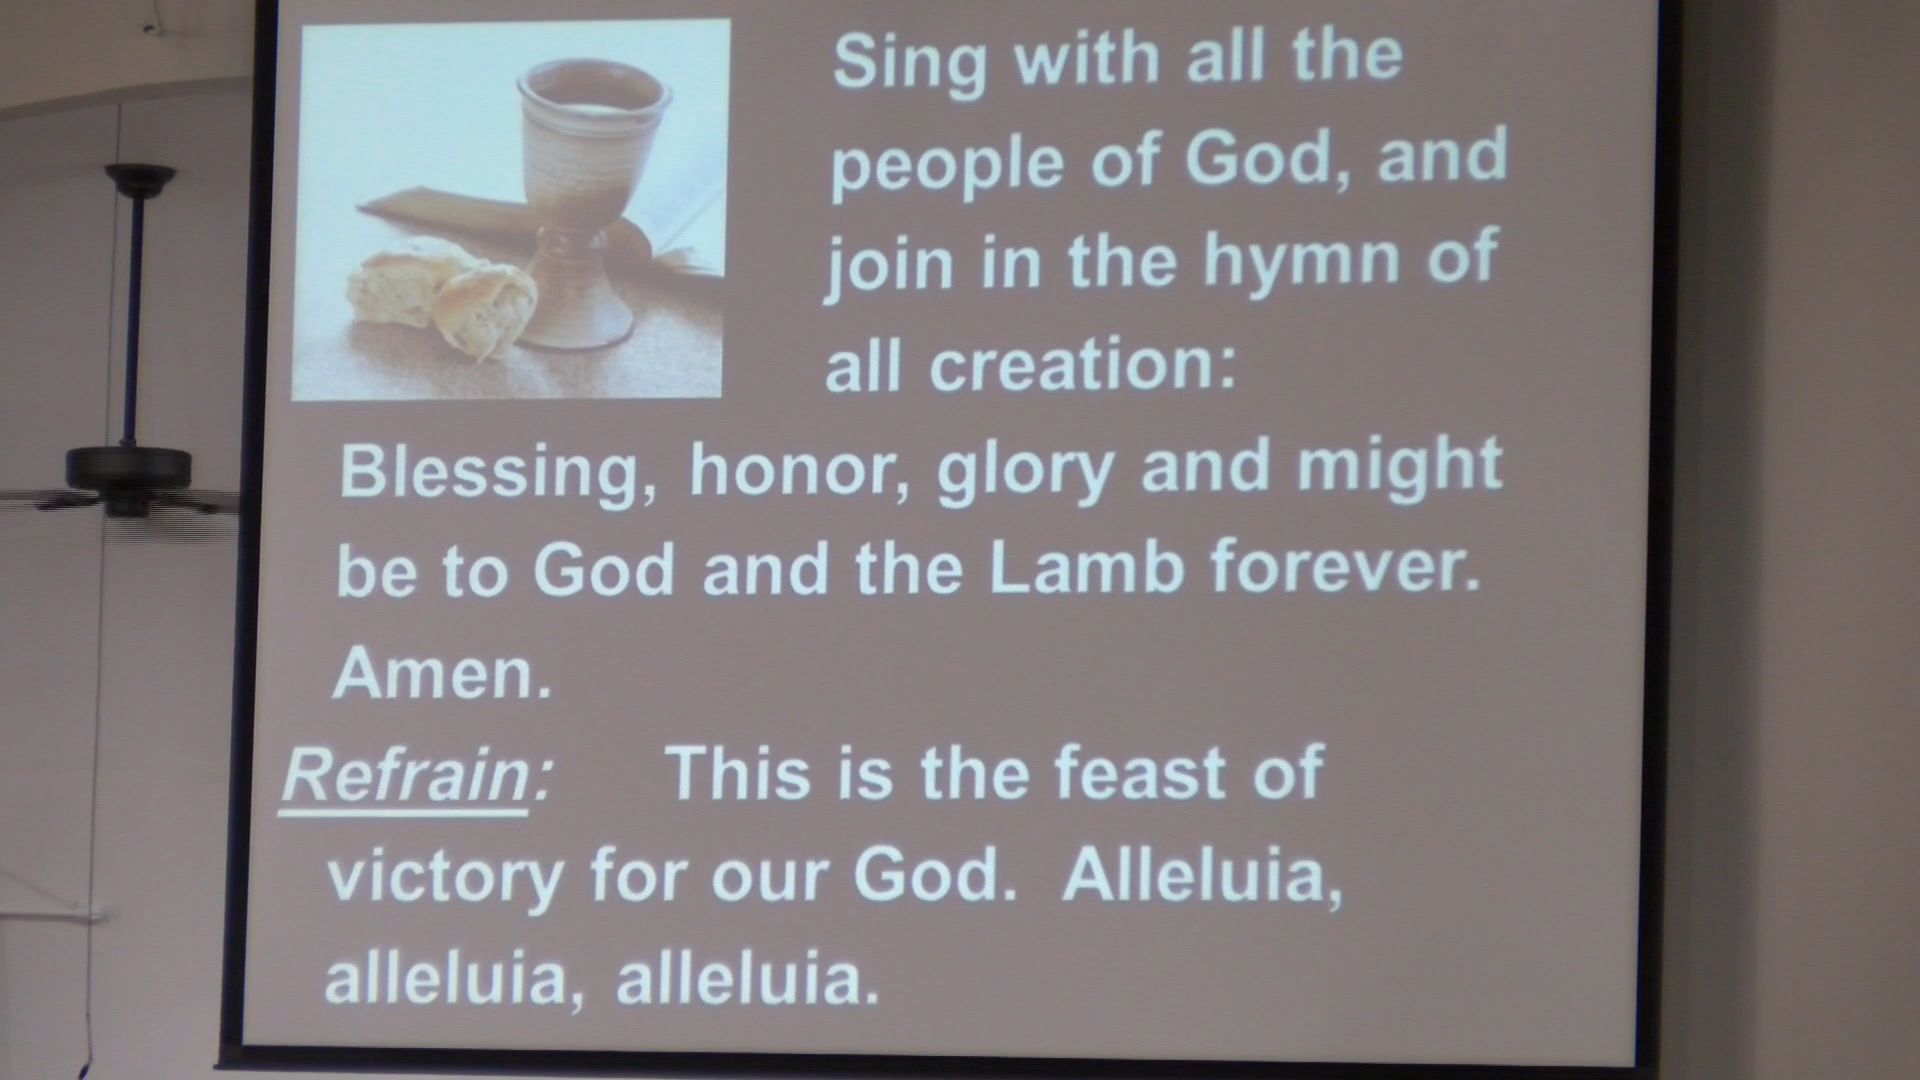 Sing with all the
people of God, and
join in the hymn of
all creation:
Blessing, honor, glory and might
be to God and the Lamb forever.
Amen.
Refrain: This is the feast of
victory for our God. Alleluia,
alleluia, alleluia.